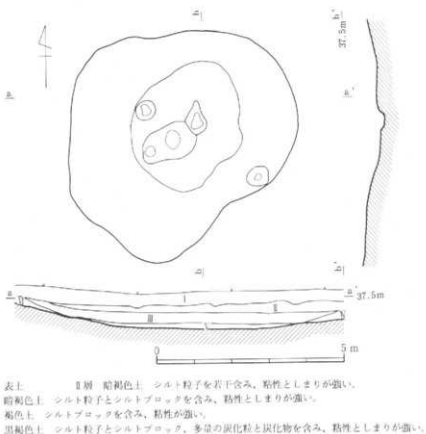 b
b'
37.5m
a
a'
b
b'
a
a' 37.5m
I
II
III
0 5 m
表土 Ⅱ層 暗褐色土 シルト粒子を若干含み、粘性としまりが強い。
暗褐色土 シルト粒子とシルトブロックを含み、粘性としまりが強い。
褐色土 シルトブロックを含み、粘性が強い。
黒褐色土 シルト粒子とシルトブロック、多量の炭化粒と炭化物を含み、粘性としまりが強い。